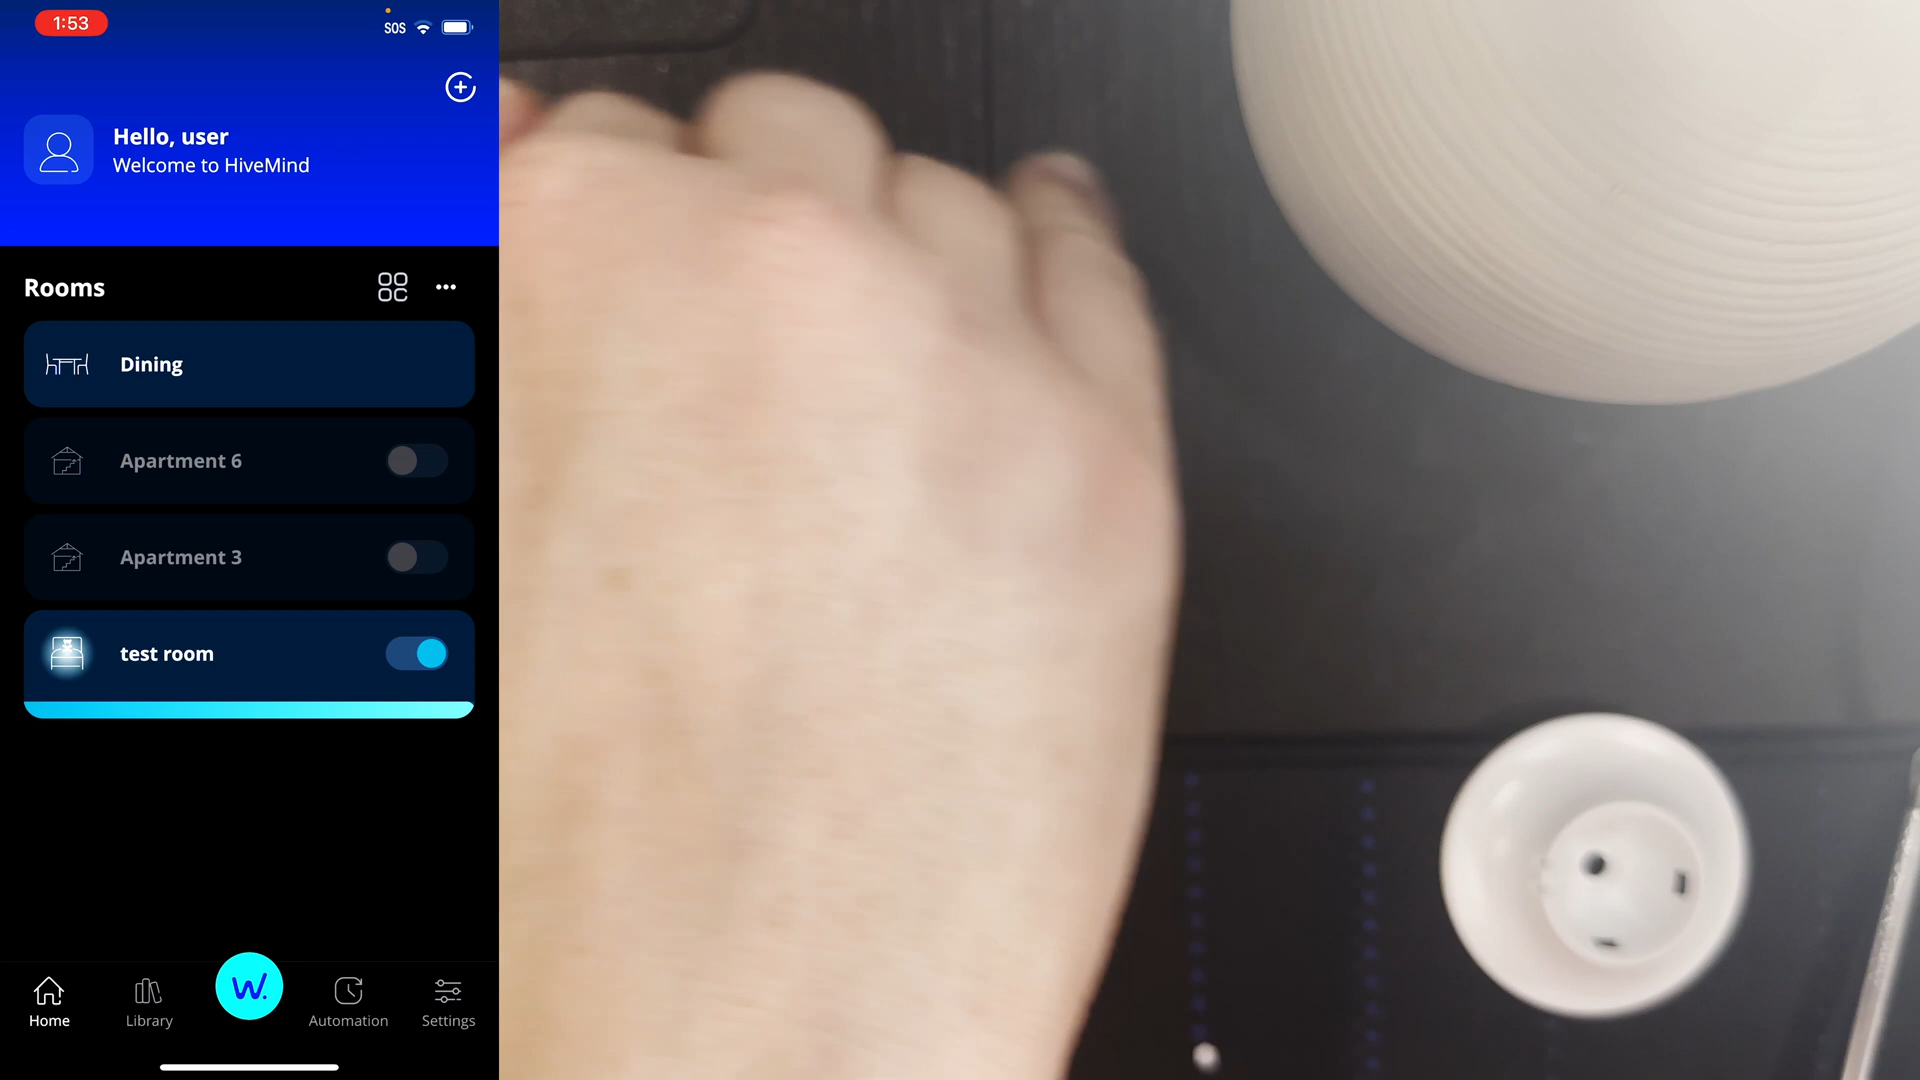 1:53
SOS
Hello, user
Welcome to HiveMind
Rooms
Dining
Apartment 6
Apartment 3
test room
W.
Home
Library
Automation
Settings